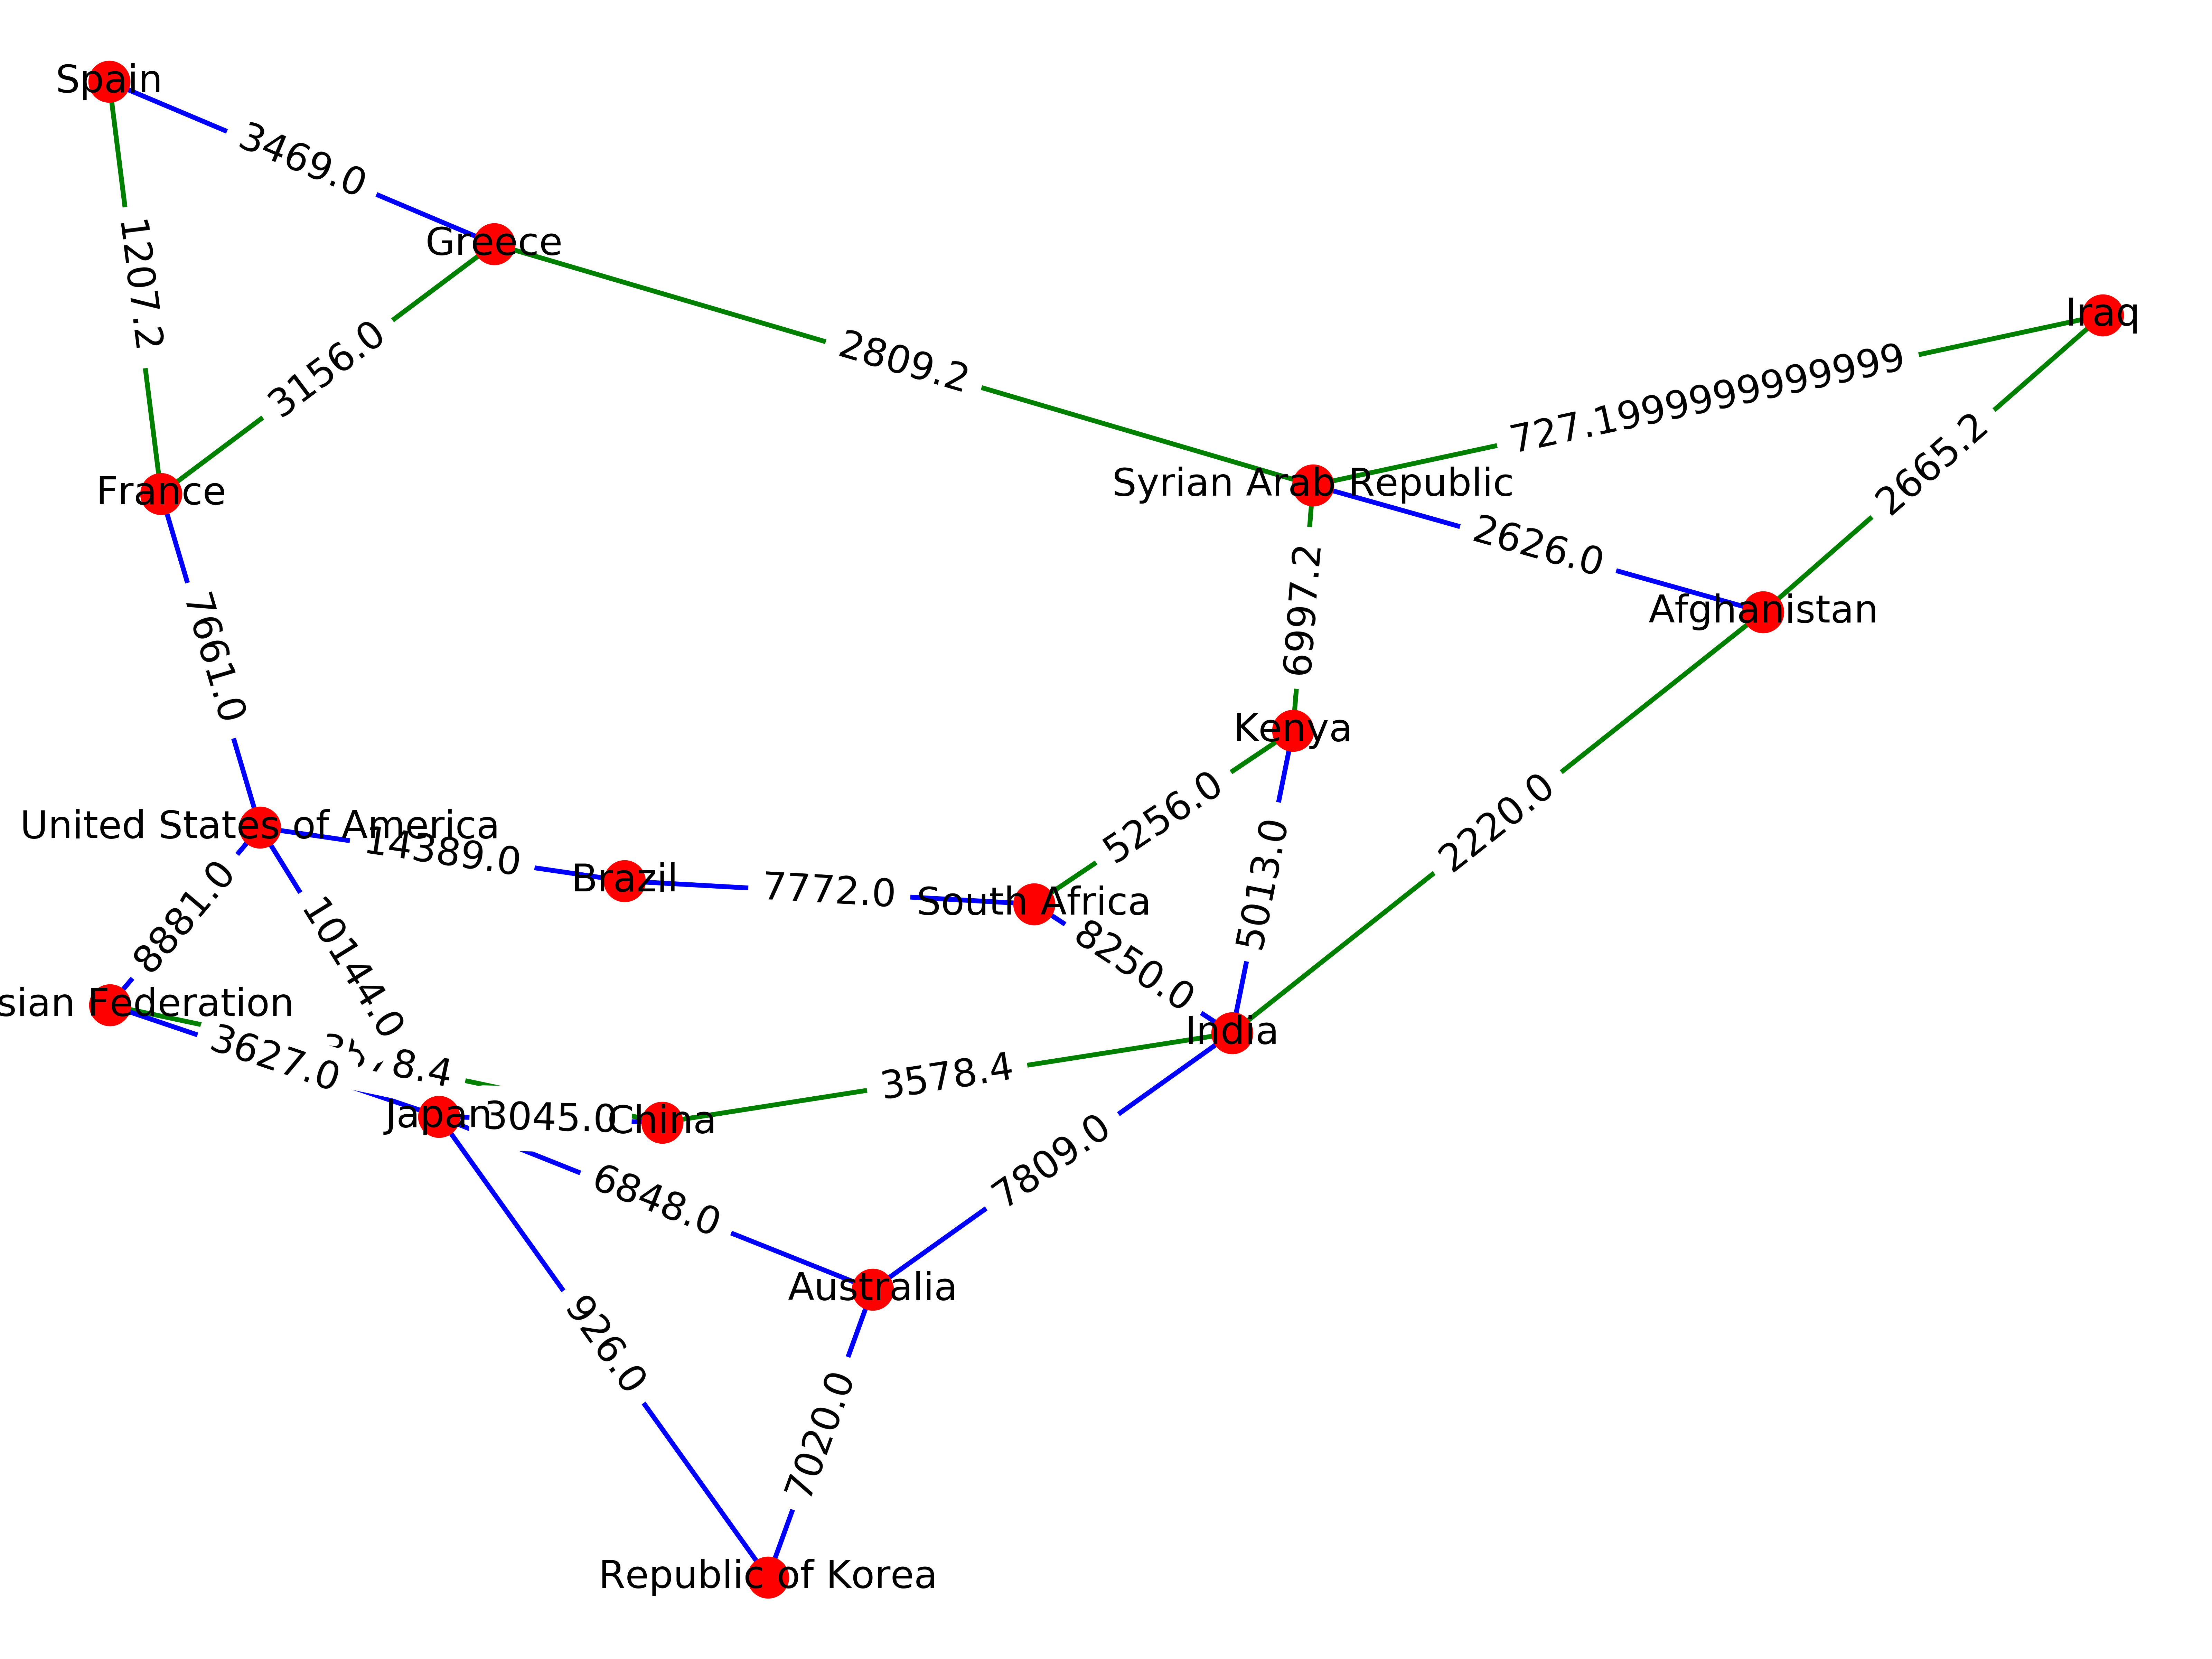 Spain
3469.0
1207.2
Greece
3156.0
2809.2
Iraq
727.1999999999999
2665.2
France
Syrian Arab Republic
2626.0
6997.2
Afghanistan
7661.0
Kenya
5256.0
5013.0
2220.0
United States of America
14389.0
Brazil
7772.0
South Africa
8881.0
10144.0
8250.0
sian Federation
India
3627.0
8.4
3578.4
Japan
3045.0
China
6848.0
7809.0
Australia
926.0
7020.0
Republic of Korea